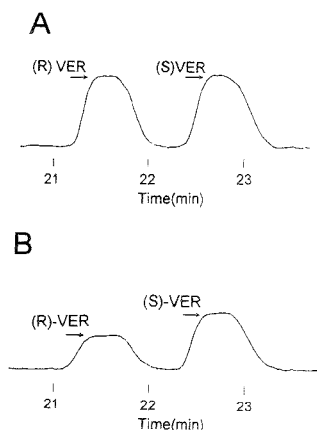 A
(R) VER (S)VER
21 22 23
Time(min)
B
(S)-VER
(R)-VER
21 22 23
Time(min)